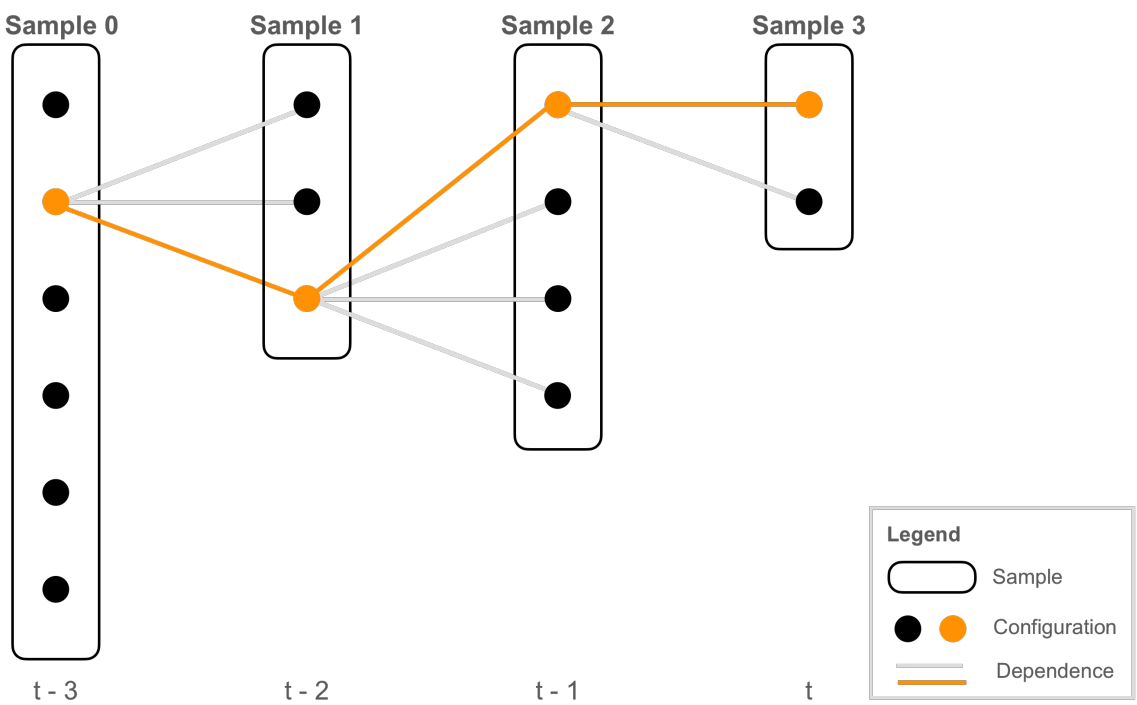 Sample 0
Sample 1
Sample 2
Sample 3
Legend
Sample
Configuration
Dependence
t - 3
t - 2
t - 1
t